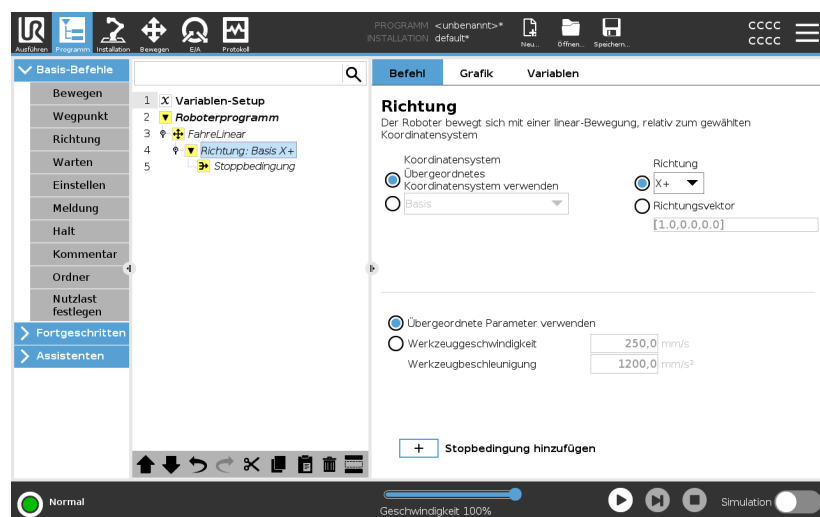 PROGRAMM <unbenannt>*
INSTALLATION default*
cccc
cccc
Ausführen Programm Installation Bewegen E/A Protokoll Neu... Öffnen... Speichern...
Basis-Befehle
Bewegen
Wegpunkt
Richtung
Warten
Einstellen
Meldung
Halt
Kommentar
Ordner
Nutzlast
festlegen
Fortgeschritten
Assistenten
1 X Variablen-Setup
2 Roboterprogramm
3 FahreLinear
4 Richtung: Basis X+
5 Stoppbedingung
Befehl Grafik Variablen
Richtung
Der Roboter bewegt sich mit einer linear-Bewegung, relativ zum gewählten
Koordinatensystem
Koordinatensystem
Übergeordnetes
Koordinatensystem verwenden
Basis
Richtung
X+
Richtungsvektor
[1.0,0.0,0.0]
Übergeordnete Parameter verwenden
Werkzeuggeschwindigkeit 250,0 mm/s
Werkzeugbeschleunigung 1200,0 mm/s²
+ Stopbedingung hinzufügen
Normal
Geschwindigkeit 100%
Simulation